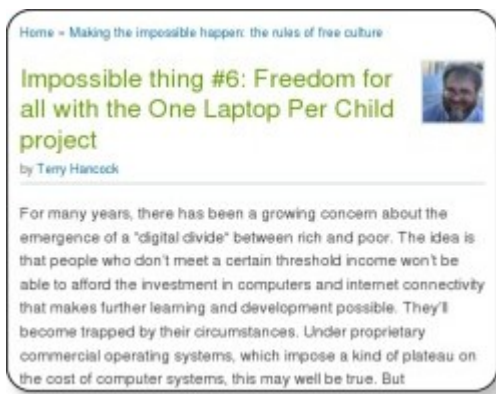 Home » Making the impossible happen: the rules of free culture
Impossible thing #6: Freedom for
all with the One Laptop Per Child
project
by Terry Hancock
For many years, there has been a growing concern about the
emergence of a "digital divide" between rich and poor. The idea is
that people who don't meet a certain threshold income won't be
able to afford the investment in computers and internet connectivity
that makes further learning and development possible. They'll
become trapped by their circumstances. Under proprietary
commercial operating systems, which impose a kind of plateau on
the cost of computer systems, this may well be true. But